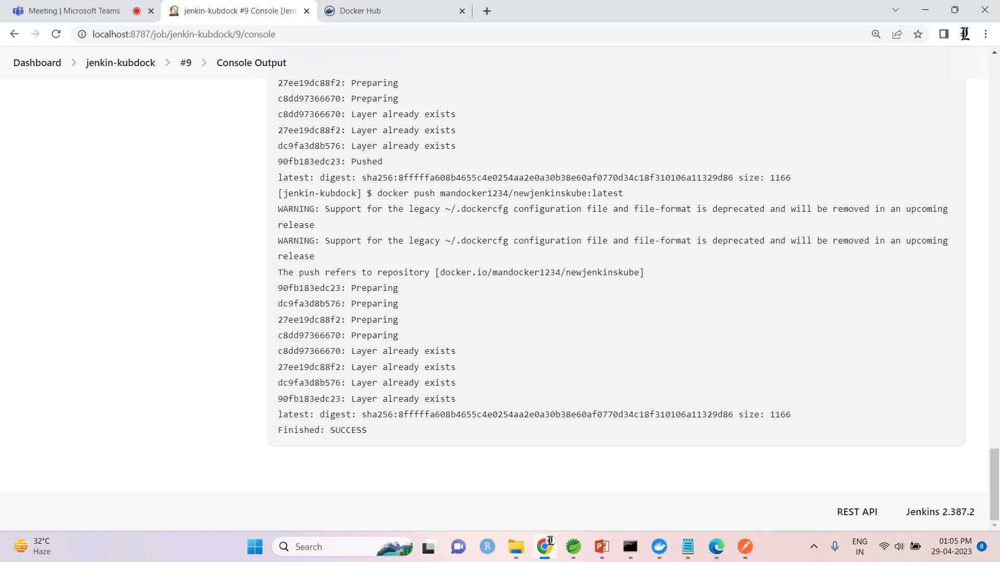 Meeting | Microsoft Teams
jenkin-kubdock #9 Console [Jenk
Docker Hub
localhost:8787/job/jenkin-kubdock/9/console
Dashboard
jenkin-kubdock
#9
Console Output
27ee19dc88f2: Preparing
c8dd97366670: Preparing
c8dd97366670: Layer already exists
27ee19dc88f2: Layer already exists
dc9fa3d8b576: Layer already exists
90fb183edc23: Pushed
latest: digest: sha256:8fffffa608b4655c4e0254aa2e0a30b38e60af0770d34c18f310106a11329d86 size: 1166
[jenkin-kubdock] $ docker push mandocker1234/newjenkinskube:latest
WARNING: Support for the legacy ~/.dockercfg configuration file and file-format is deprecated and will be removed in an upcoming
release
WARNING: Support for the legacy ~/.dockercfg configuration file and file-format is deprecated and will be removed in an upcoming
release
The push refers to repository [docker.io/mandocker1234/newjenkinskube]
90fb183edc23: Preparing
dc9fa3d8b576: Preparing
27ee19dc88f2: Preparing
c8dd97366670: Preparing
c8dd97366670: Layer already exists
27ee19dc88f2: Layer already exists
dc9fa3d8b576: Layer already exists
90fb183edc23: Layer already exists
latest: digest: sha256:8fffffa608b4655c4e0254aa2e0a30b38e60af0770d34c18f310106a11329d86 size: 1166
Finished: SUCCESS
REST API
Jenkins 2.387.2
32°C
Haze
Search
ENG
IN
01:05 PM
29-04-2023
8